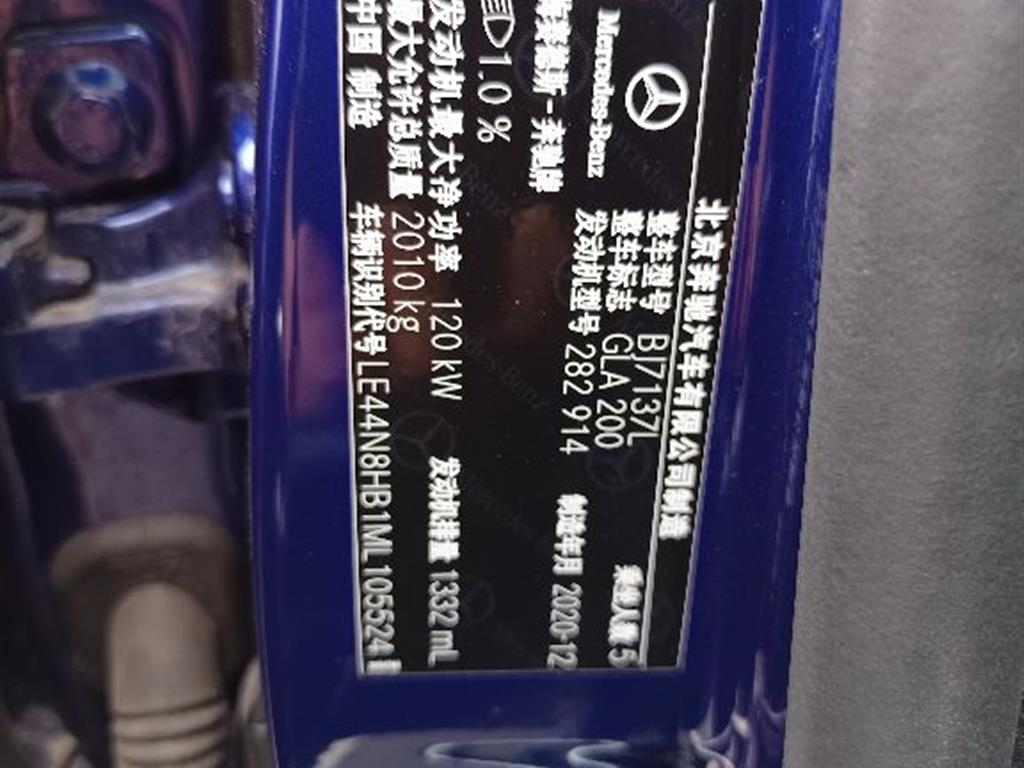 北京奔驰汽车有限公司制造
Mercedes-Benz
整车型号 BJ7137L 乘坐人数 5
整车标志 GLA 200
梅赛德斯-奔驰牌 发动机型号 282 914 制造年月 2020-12
1.0%
发动机最大净功率 120 kW 发动机排量 1332 mL
最大允许总质量 2010 kg
中国 制造 车辆识别代号 LE44N8HB1ML105524